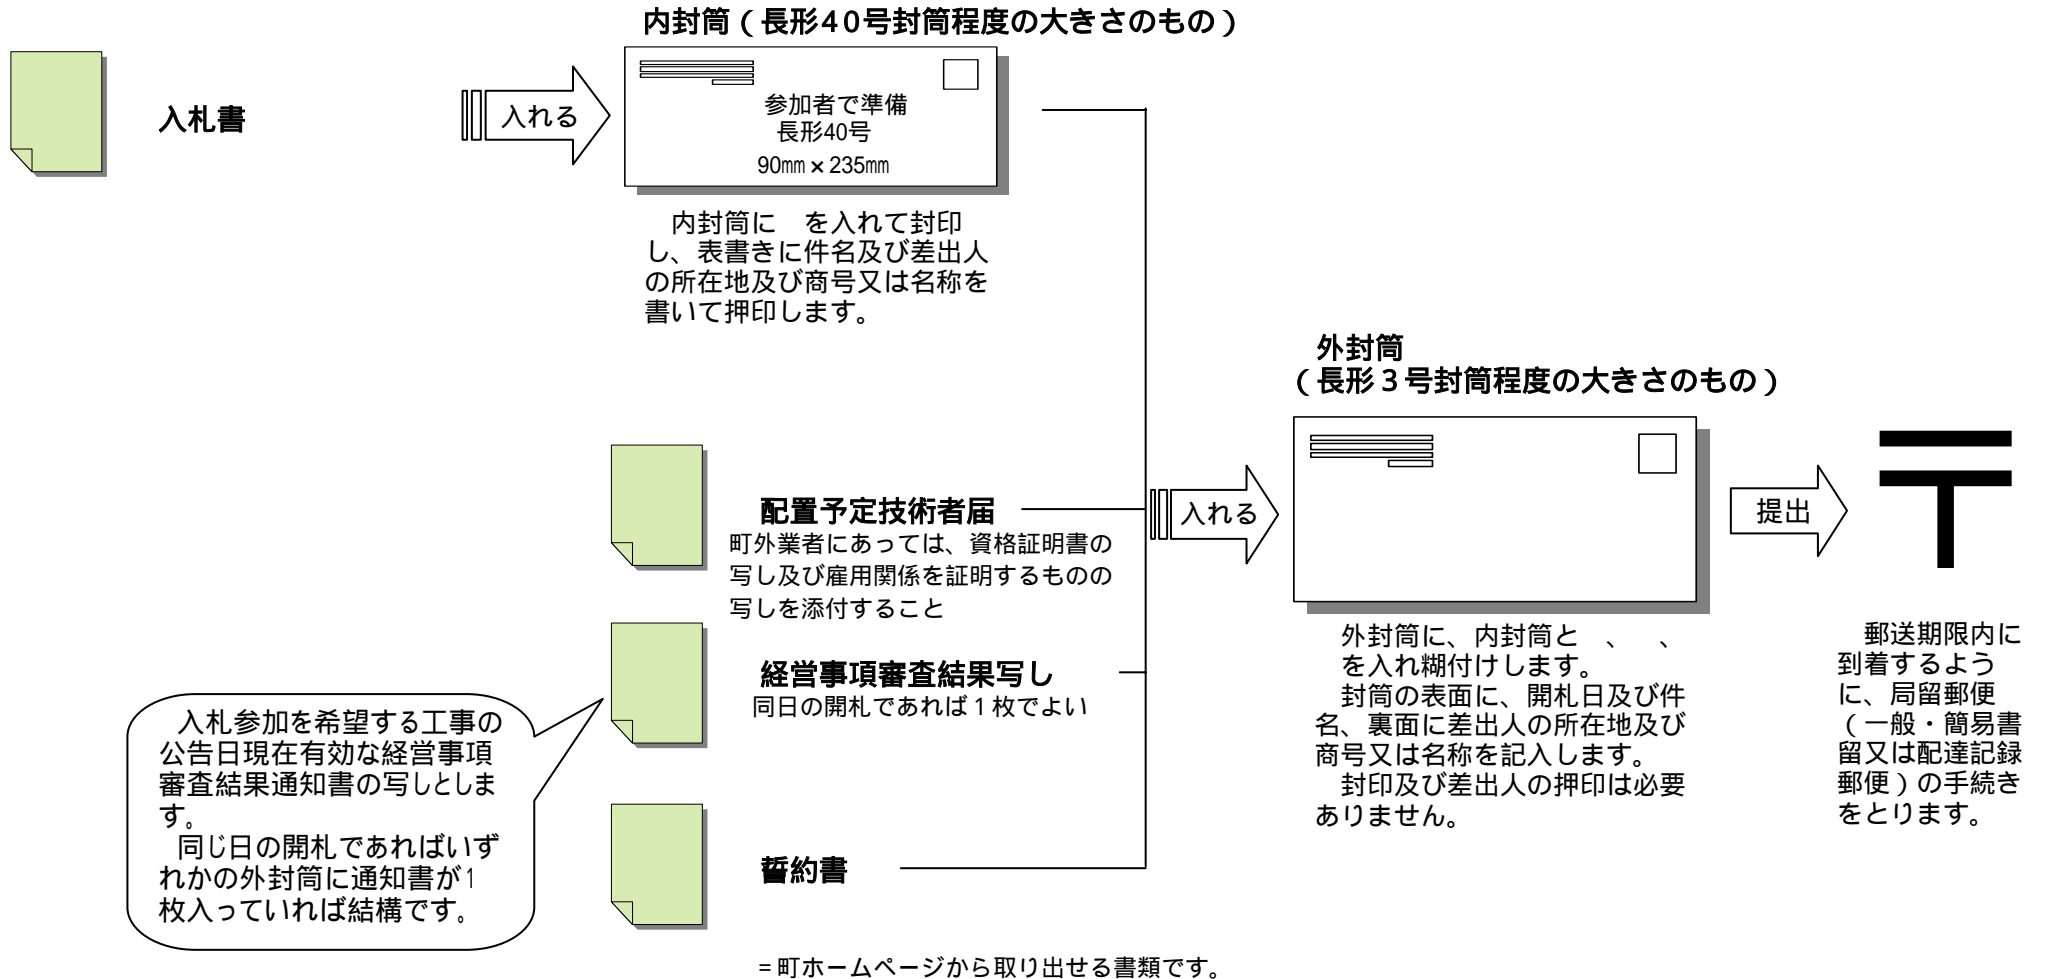 内封筒（長形40号封筒程度の大きさのもの）
入札書
入れる
参加者で準備
長形40号
90㎜×235㎜
内封筒に　を入れて封印
し、表書きに件名及び差出人
の所在地及び商号又は名称を
書いて押印します。
外封筒
（長形３号封筒程度の大きさのもの）
配置予定技術者届
町外業者にあっては、資格証明書の
写し及び雇用関係を証明するものの
写しを添付すること
入れる
提出
〒
経営事項審査結果写し
同日の開札であれば１枚でよい
入札参加を希望する工事の
公告日現在有効な経営事項
審査結果通知書の写しとしま
す。
同じ日の開札であればいず
れかの外封筒に通知書が1
枚入っていれば結構です。
誓約書
外封筒に、内封筒と　、　、
を入れ糊付けします。
封筒の表面に、開札日及び件
名、裏面に差出人の所在地及び
商号又は名称を記入します。
封印及び差出人の押印は必要
ありません。
郵送期限内に
到着するよう
に、局留郵便
（一般・簡易書
留又は配達記録
郵便）の手続き
をとります。
=町ホームページから取り出せる書類です。